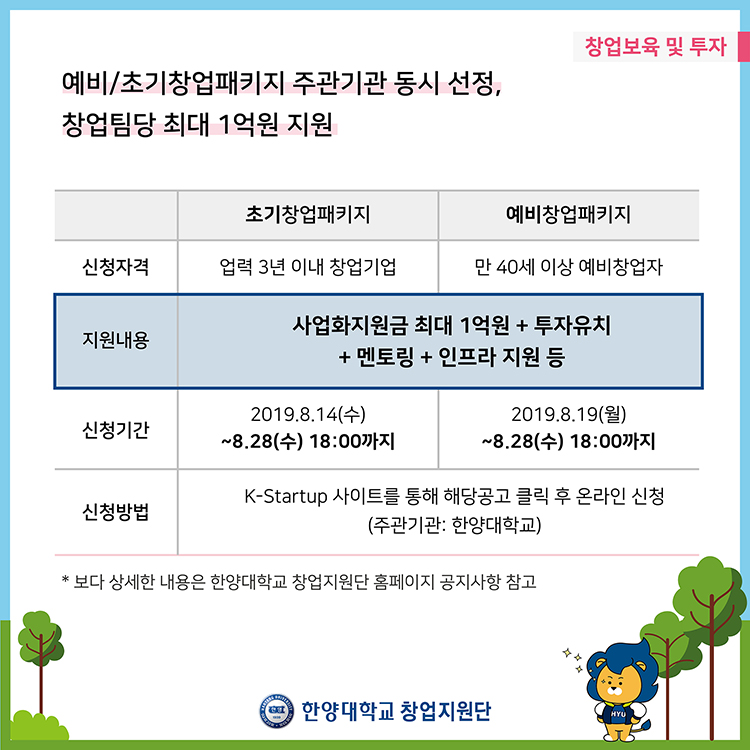 창업보육 및 투자
예비/초기창업패키지 주관기관 동시 선정,
창업팀당 최대 1억원 지원
초기창업패키지 예비창업패키지
신청자격 업력 3년 이내 창업기업 만 40세 이상 예비창업자
지원내용 사업화지원금 최대 1억원 + 투자유치
+ 멘토링 + 인프라 지원 등
신청기간 2019.8.14(수) 2019.8.19(월)
~8.28(수) 18:00까지 ~8.28(수) 18:00까지
신청방법 K-Startup 사이트를 통해 해당공고 클릭 후 온라인 신청
(주관기관: 한양대학교)
* 보다 상세한 내용은 한양대학교 창업지원단 홈페이지 공지사항 참고
HYU
한양대학교 창업지원단